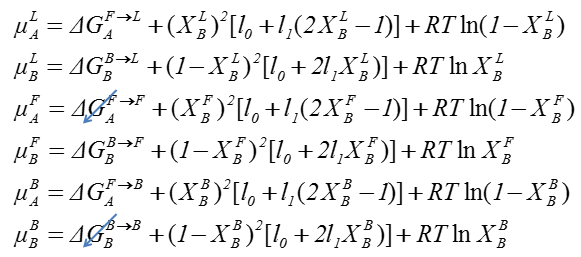 μ_A^L = ΔG_A^{F→L} + (X_B^L)^2[l_0 + l_1(2X_B^L − 1)] + RT ln(1 − X_B^L)
μ_B^L = ΔG_B^{B→L} + (1 − X_B^L)^2[l_0 + 2l_1X_B^L)] + RT ln X_B^L
μ_A^F = ΔG_A^{F→F} + (X_B^F)^2[l_0 + l_1(2X_B^F − 1)] + RT ln(1 − X_B^F)
μ_B^F = ΔG_B^{B→F} + (1 − X_B^F)^2[l_0 + 2l_1X_B^F)] + RT ln X_B^F
μ_A^B = ΔG_A^{F→B} + (X_B^B)^2[l_0 + l_1(2X_B^B − 1)] + RT ln(1 − X_B^B)
μ_B^B = ΔG_B^{B→B} + (1 − X_B^B)^2[l_0 + 2l_1X_B^B)] + RT ln X_B^B